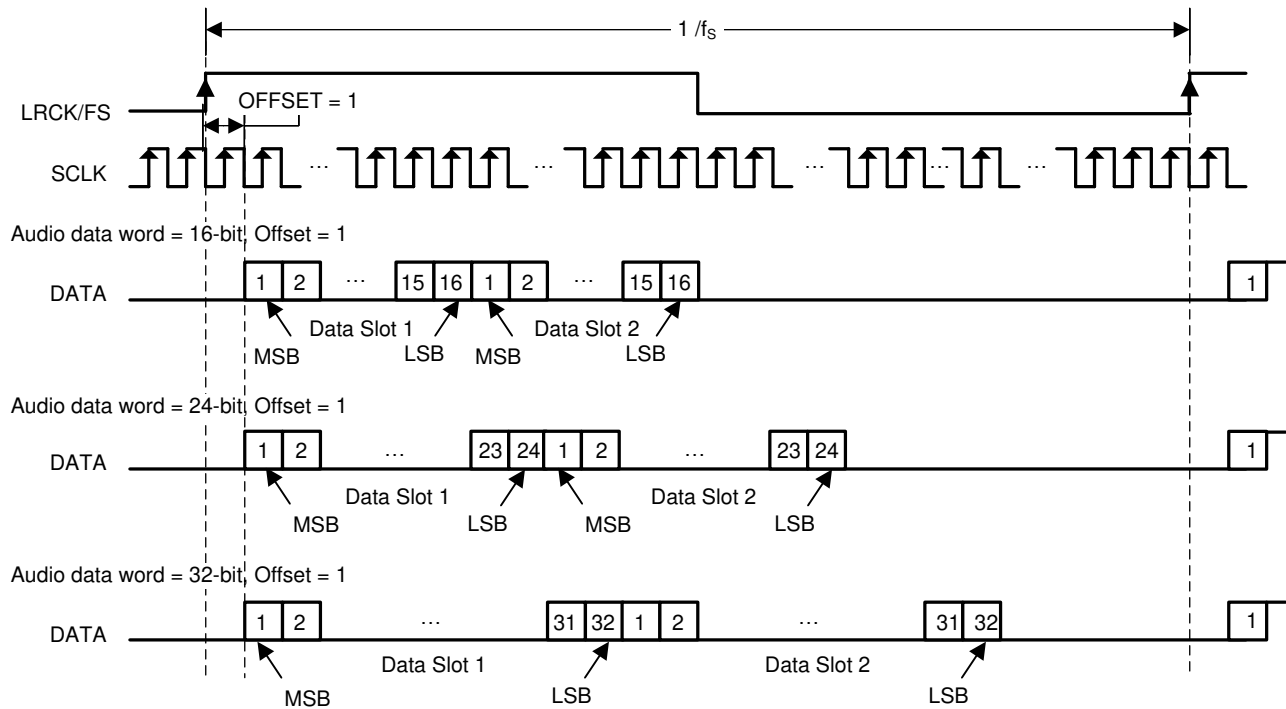 1 /fS
LRCK/FS
OFFSET = 1
SCLK
... ... ... ... ...
Audio data word = 16-bit, Offset = 1
DATA 1 2 ... 15 16 1 2 ... 15 16 1
Data Slot 1 Data Slot 2
MSB LSB MSB LSB
Audio data word = 24-bit, Offset = 1
DATA 1 2 ... 23 24 1 2 ... 23 24 1
Data Slot 1 Data Slot 2
MSB LSB MSB LSB
Audio data word = 32-bit, Offset = 1
DATA 1 2 ... 31 32 1 2 ... 31 32 1
Data Slot 1 Data Slot 2
MSB LSB LSB